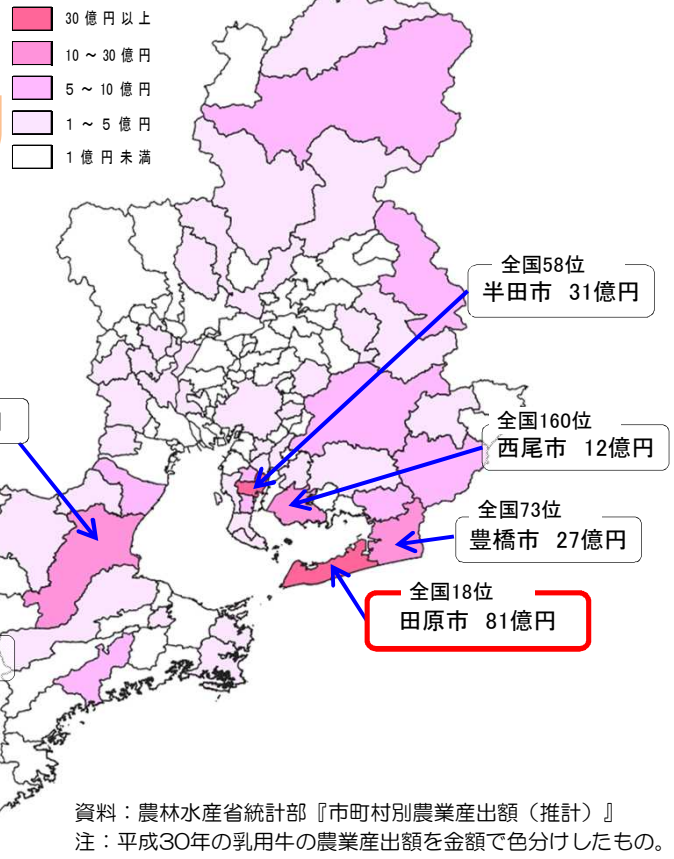 30億円以上
10～30億円
5～10億円
1～5億円
1億円未満
全国58位
半田市 31億円
全国160位
西尾市 12億円
全国73位
豊橋市 27億円
全国18位
田原市 81億円
資料：農林水産省統計部『市町村別農業産出額（推計）』
注：平成30年の乳用牛の農業産出額を金額で色分けしたもの。